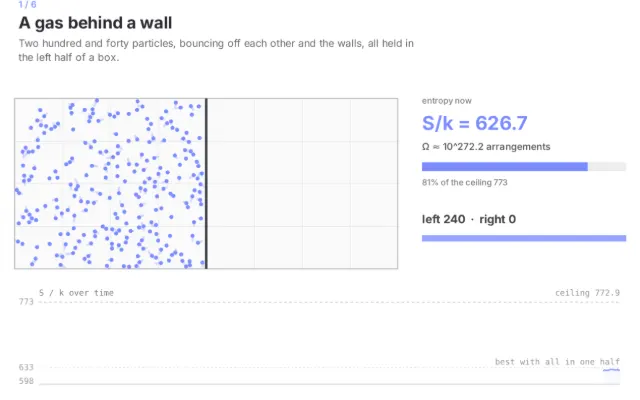 1 / 6
A gas behind a wall
Two hundred and forty particles, bouncing off each other and the walls, all held in
the left half of a box.
entropy now
S/k = 626.7
Ω ≈ 10^272.2 arrangements
81% of the ceiling 773
left 240 · right 0
S / k over time
ceiling 772.9
773
best with all in one half
633
598